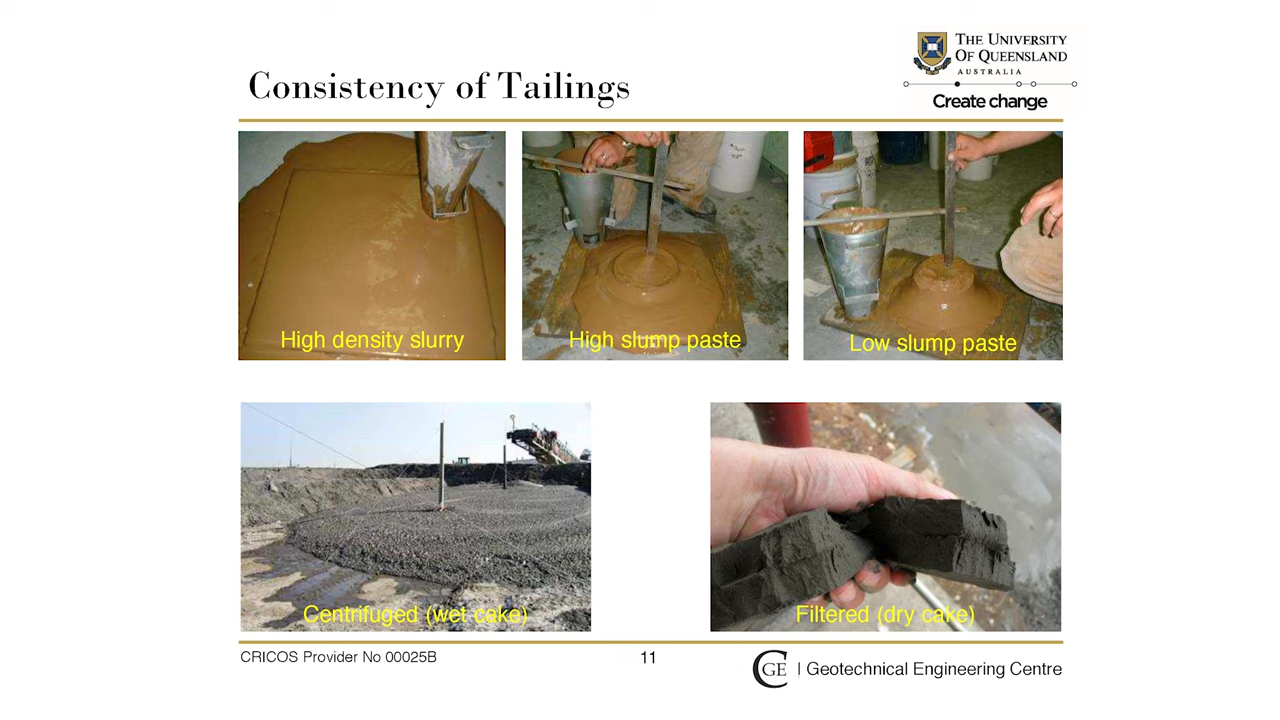 THE UNIVERSITY
OF QUEENSLAND
AUSTRALIA
Create change
Consistency of Tailings
High density slurry
High slump paste
Low slump paste
Centrifuged (wet cake)
Filtered (dry cake)
CRICOS Provider No 00025B
11
CGE | Geotechnical Engineering Centre